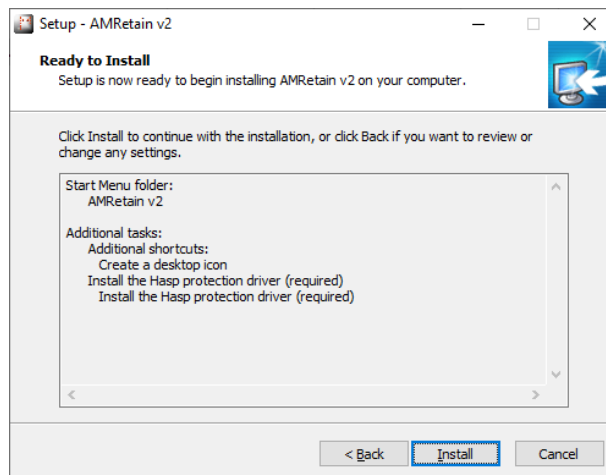 Setup - AMRetain v2
Ready to Install
Setup is now ready to begin installing AMRetain v2 on your computer.
Click Install to continue with the installation, or click Back if you want to review or
change any settings.
Start Menu folder:
AMRetain v2
Additional tasks:
Additional shortcuts:
Create a desktop icon
Install the Hasp protection driver (required)
Install the Hasp protection driver (required)
< Back Install Cancel